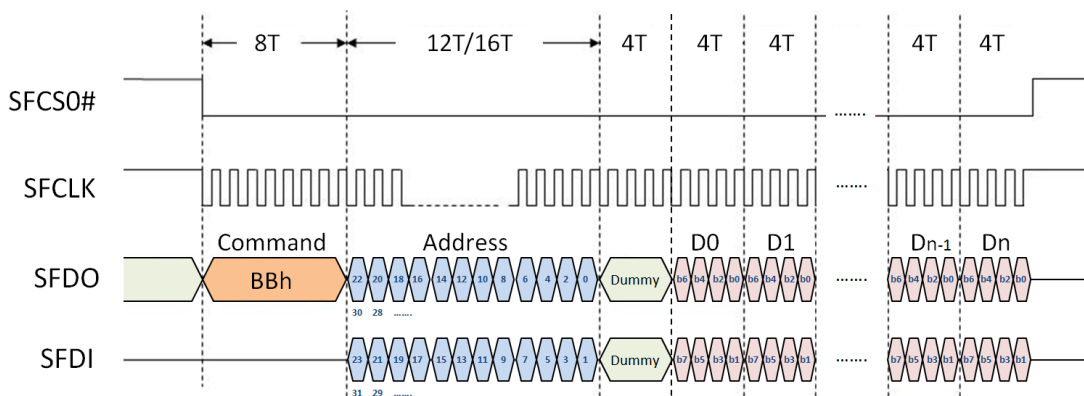 8T 12T/16T 4T 4T 4T 4T 4T
SFCS0# .......
SFCLK .......
Command Address D0 D1 Dn-1 Dn
SFDO BBh 22 20 18 16 14 12 10 8 6 4 2 0 Dummy b6 b4 b2 b0 b6 b4 b2 b0 ....... b6 b4 b2 b0 b6 b4 b2 b0
30 28 .......
SFDI 23 21 19 17 15 13 11 9 7 5 3 1 Dummy b7 b5 b3 b1 b7 b5 b3 b1 ....... b7 b5 b3 b1 b7 b5 b3 b1
31 29 .......